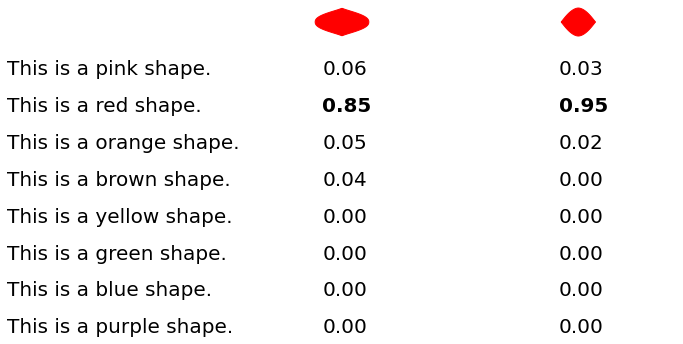 This is a pink shape. 0.06 0.03
This is a red shape. 0.85 0.95
This is a orange shape. 0.05 0.02
This is a brown shape. 0.04 0.00
This is a yellow shape. 0.00 0.00
This is a green shape. 0.00 0.00
This is a blue shape. 0.00 0.00
This is a purple shape. 0.00 0.00